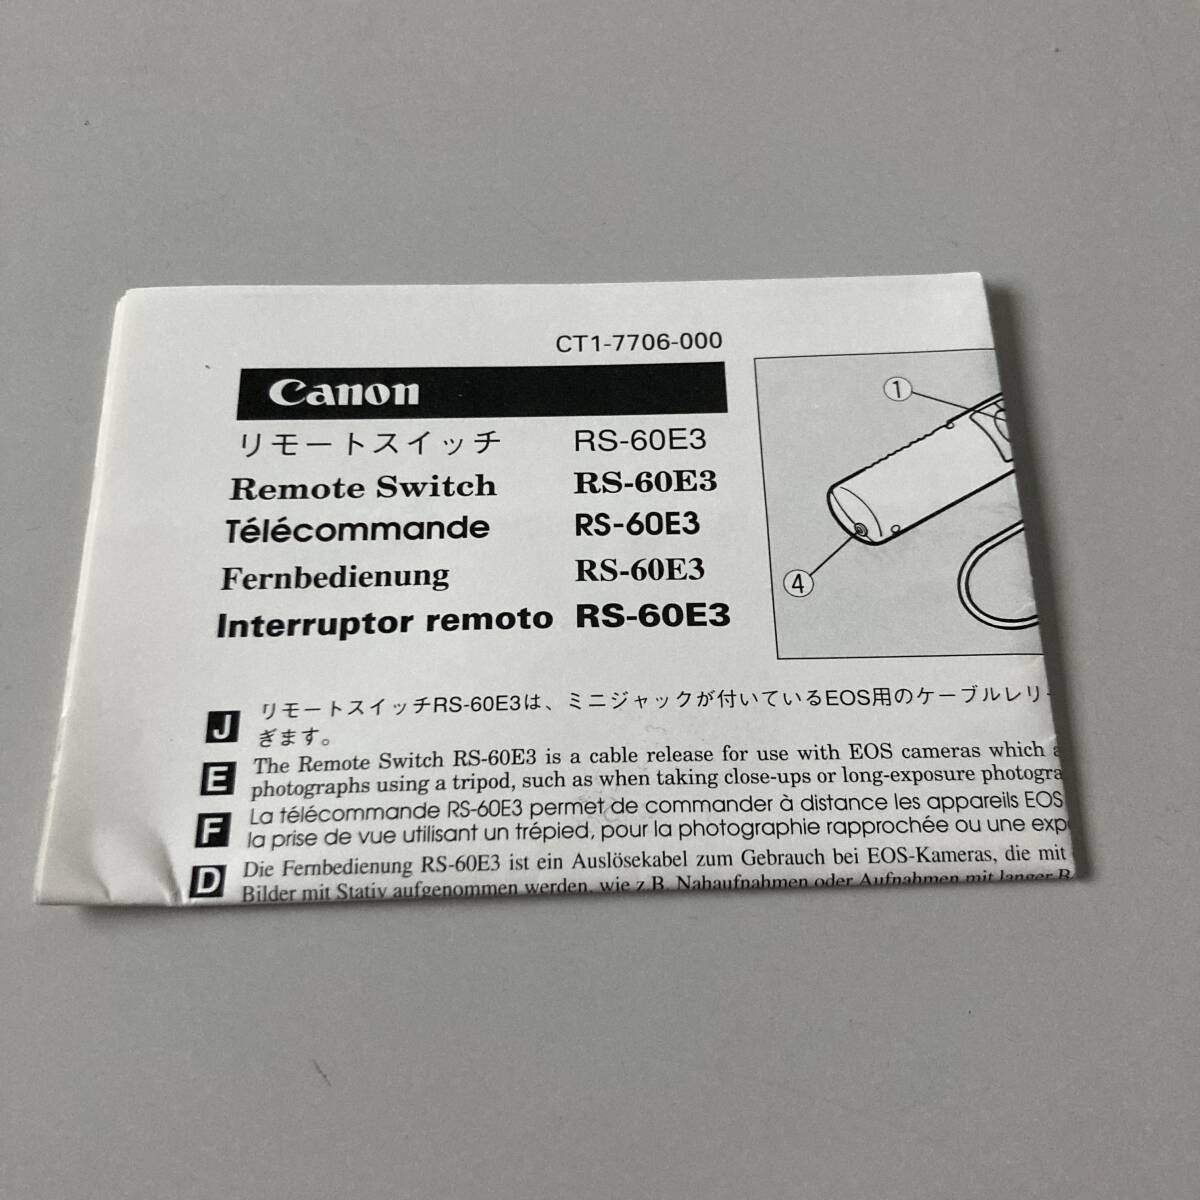 CT1-7706-000
Canon
リモートスイッチ RS-60E3
Remote Switch RS-60E3
Télécommande RS-60E3
Fernbedienung RS-60E3
Interruptor remoto RS-60E3
①
④
J リモートスイッチRS-60E3は、ミニジャックが付いているEOS用のケーブルレリ
ぎます。
E The Remote Switch RS-60E3 is a cable release for use with EOS cameras which
photographs using a tripod, such as when taking close-ups or long-exposure photogra
F La télécommande RS-60E3 permet de commander à distance les appareils EOS
la prise de vue utilisant un trépied, pour la photographie rapprochée ou une exp
D Die Fernbedienung RS-60E3 ist ein Auslösekabel zum Gebrauch bei EOS-Kameras, die mit
Bilder mit Stativ aufgenommen werden, wie z.B. Nahaufnahmen oder Aufnahmen mit langer B